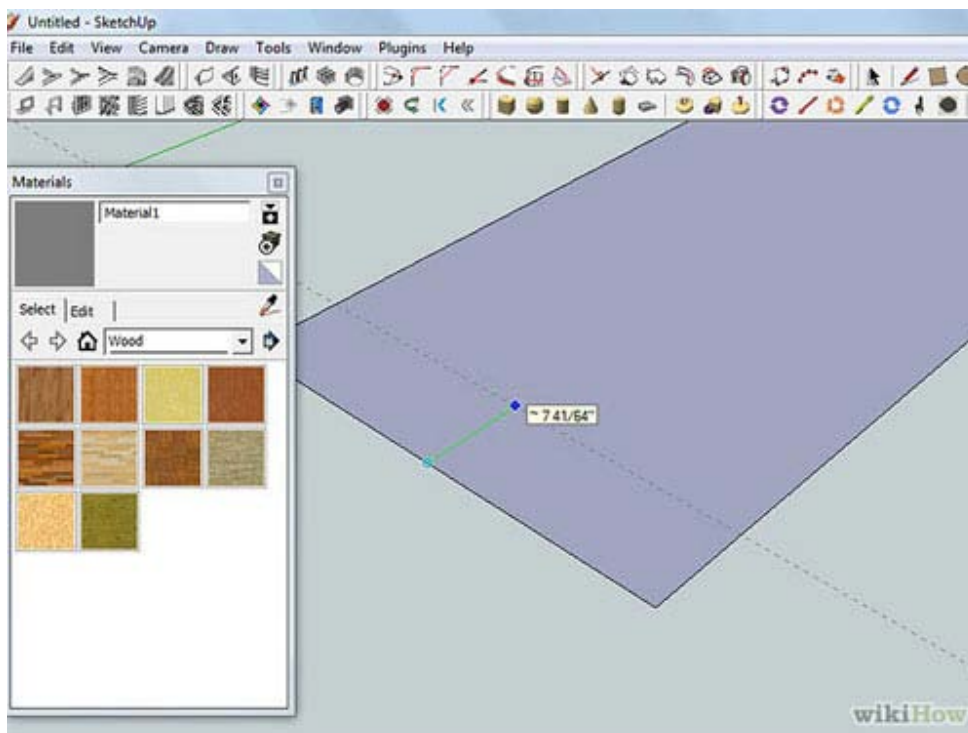 Untitled - SketchUp
File Edit View Camera Draw Tools Window Plugins Help
Materials
Material1
Select Edit
Wood
~ 7 41/64"
wikiHow